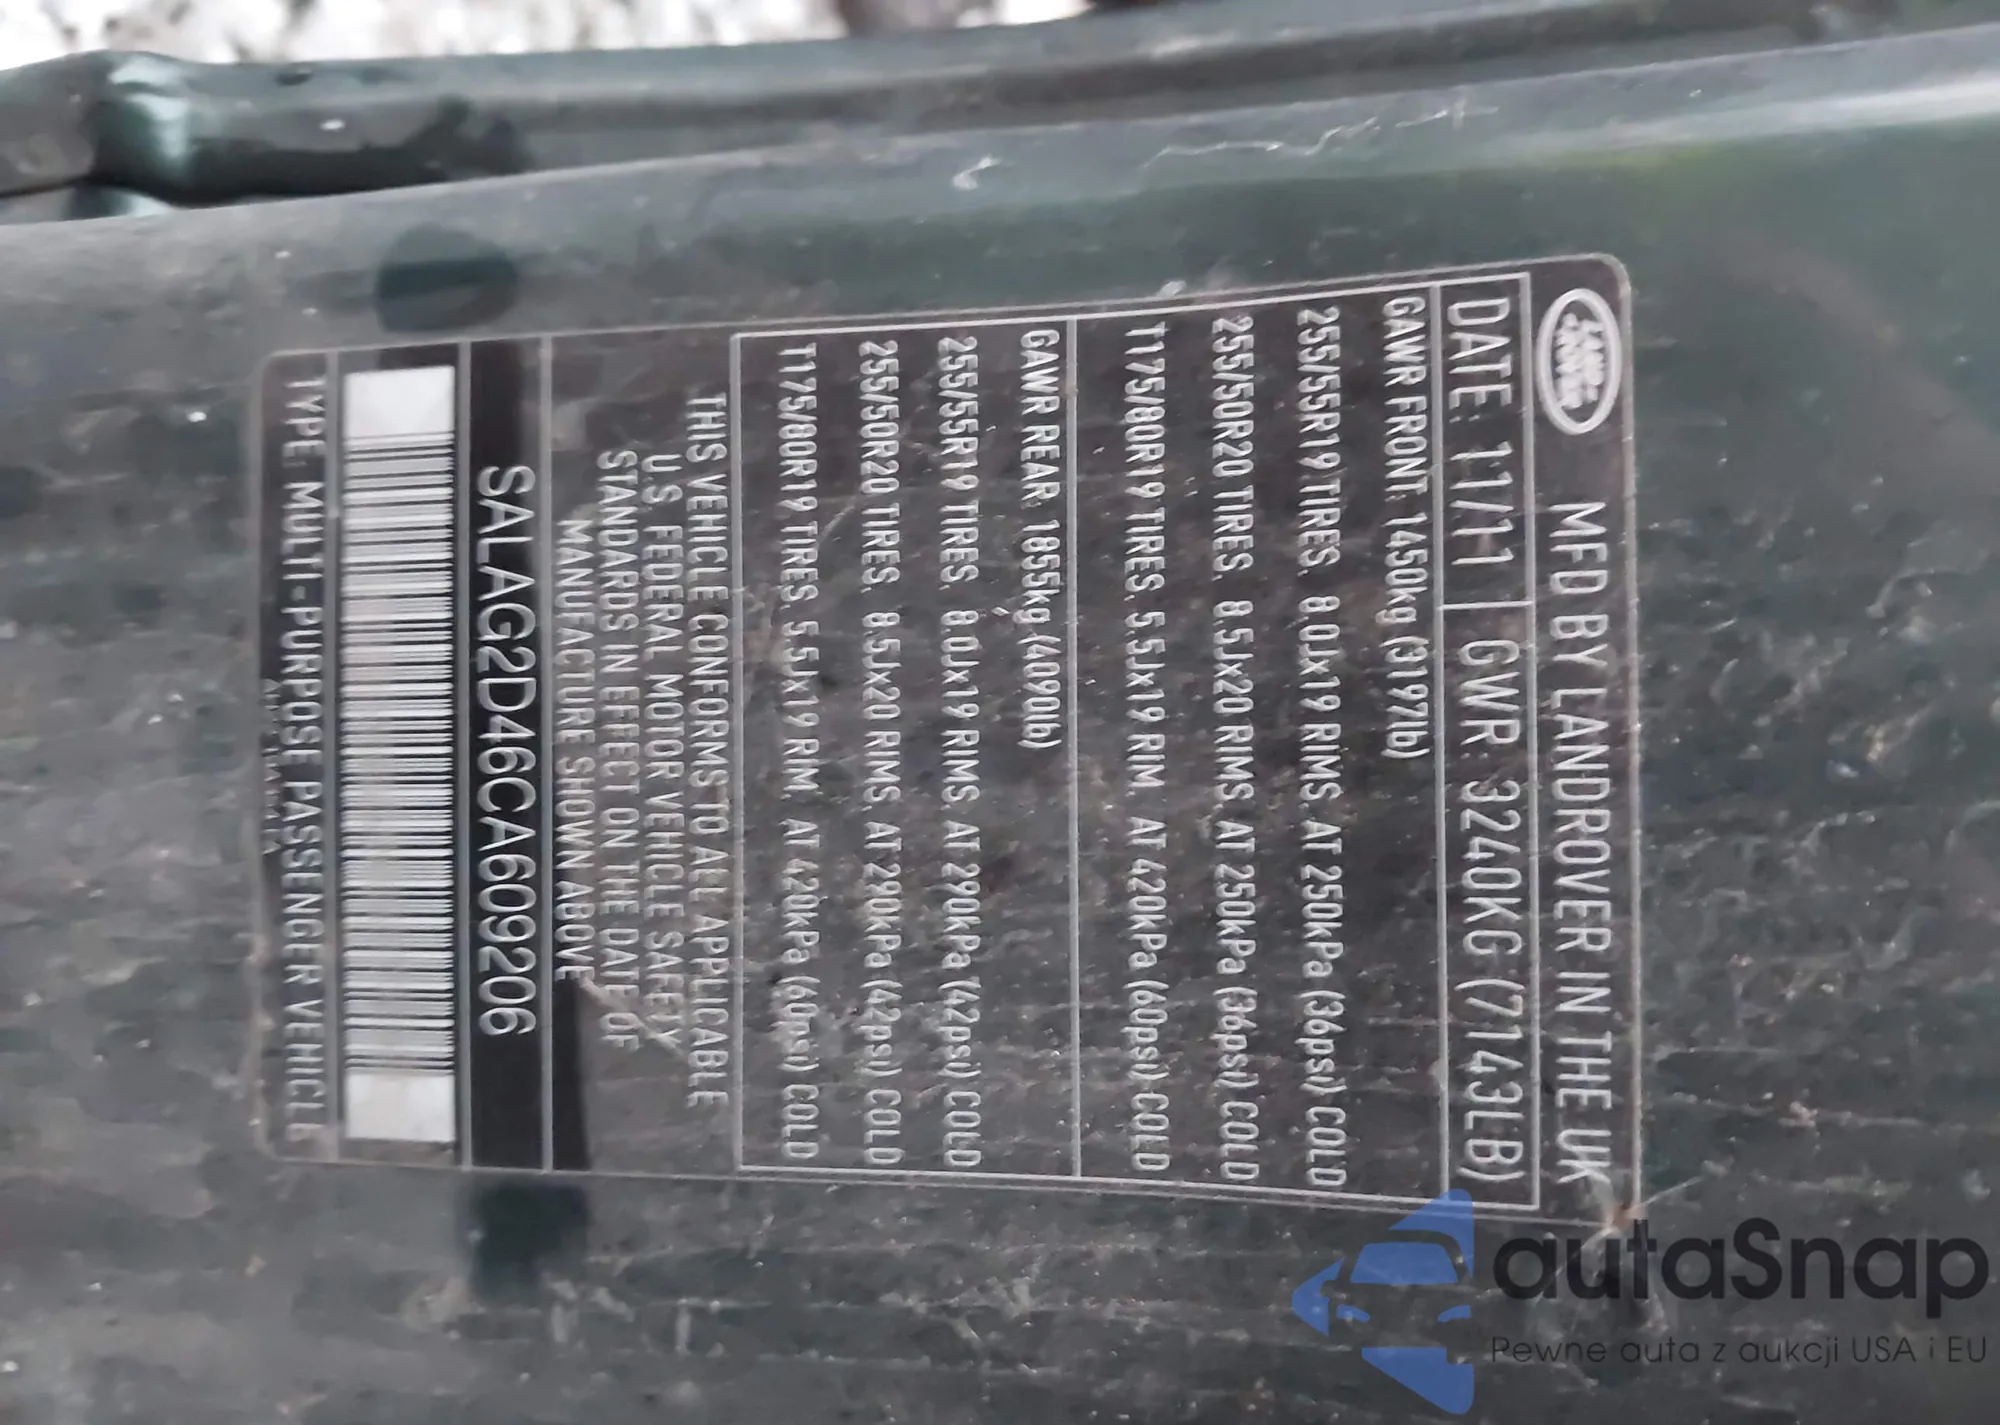 LAND ROVER
MFD BY LANDROVER IN THE UK
DATE: 11/11 GWR: 3240KG (7143LB)
GAWR FRONT: 1450kg (3197lb)
255/55R19 TIRES. 8.0Jx19 RIMS. AT 250kPa (36psi) COLD
255/50R20 TIRES. 8.5Jx20 RIMS. AT 250kPa (36psi) COLD
T175/80R19 TIRES. 5.5Jx19 RIM. AT 420kPa (60psi) COLD
GAWR REAR: 1855kg (4090lb)
255/55R19 TIRES. 8.0Jx19 RIMS. AT 290kPa (42psi) COLD
255/50R20 TIRES. 8.5Jx20 RIMS. AT 290kPa (42psi) COLD
T175/80R19 TIRES. 5.5Jx19 RIM. AT 420kPa (60psi) COLD
THIS VEHICLE CONFORMS TO ALL APPLICABLE
U.S. FEDERAL MOTOR VEHICLE SAFETY
STANDARDS IN EFFECT ON THE DATE OF
MANUFACTURE SHOWN ABOVE
SALAG2D46CA609206
TYPE: MULTI-PURPOSE PASSENGER VEHICLE
autaSnap
Pewne auta z aukcji USA i EU